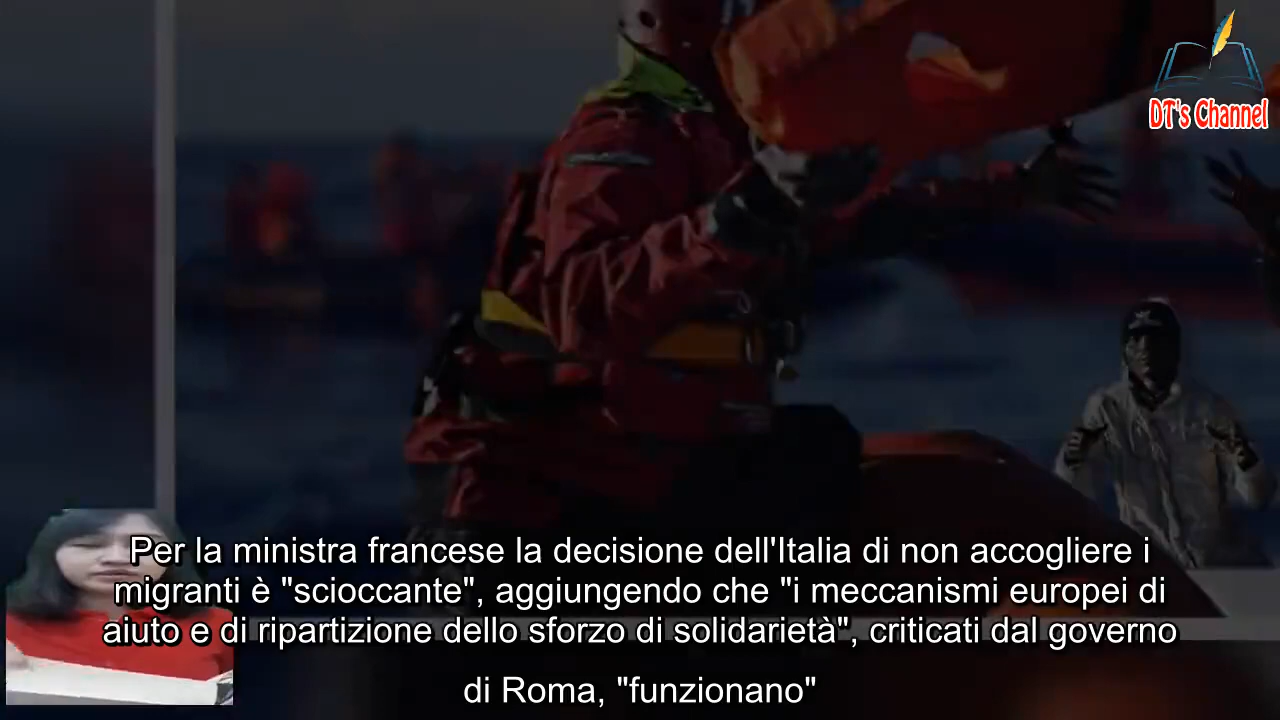 DT's Channel
Per la ministra francese la decisione dell'Italia di non accogliere i
migranti è "scioccante", aggiungendo che "i meccanismi europei di
aiuto e di ripartizione dello sforzo di solidarietà", criticati dal governo
di Roma, "funzionano"